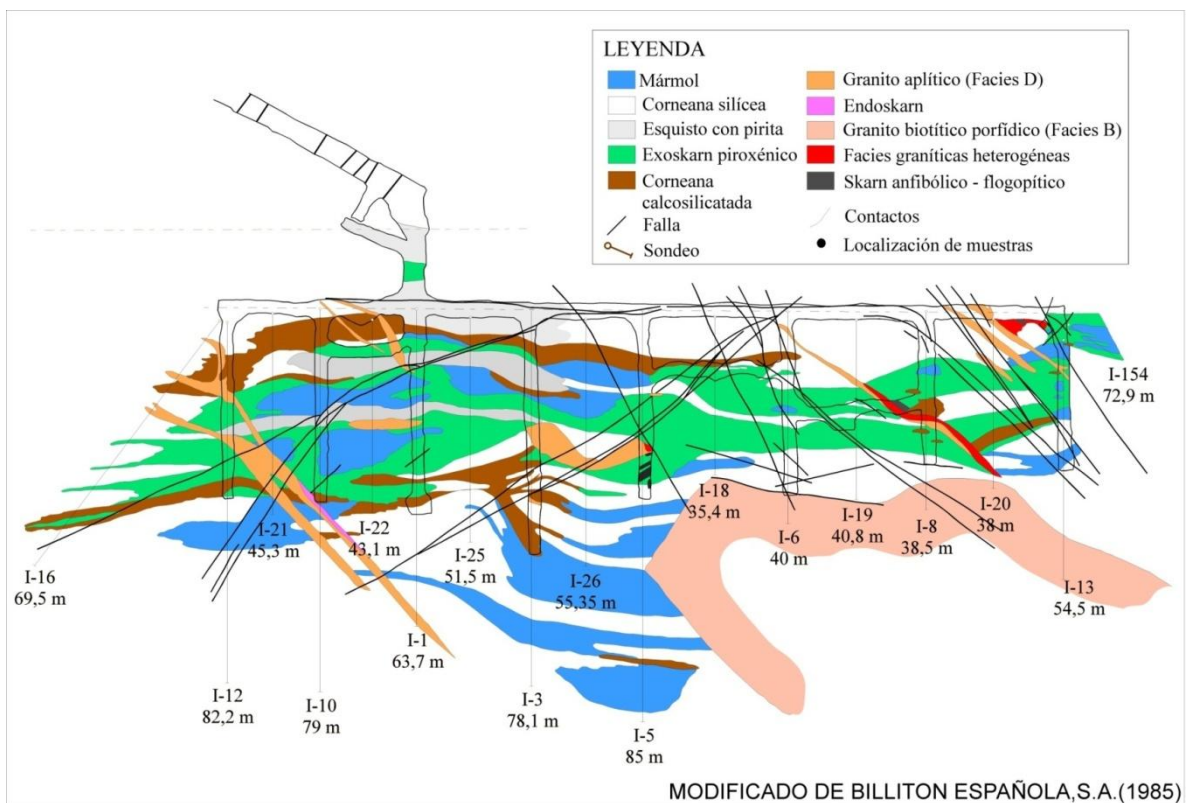 LEYENDA
Mármol
Corneana silícea
Esquisto con pirita
Exoskarn piroxénico
Corneana
calcosilicatada
Falla
Sondeo
Granito aplítico (Facies D)
Endoskarn
Granito biotítico porfídico (Facies B)
Facies graníticas heterogéneas
Skarn anfibólico - flogopítico
Contactos
Localización de muestras
I-154
72,9 m
I-16
69,5 m
I-12
82,2 m
I-21
45,3 m
I-10
79 m
I-22
43,1 m
I-1
63,7 m
I-25
51,5 m
I-3
78,1 m
I-26
55,35 m
I-5
85 m
I-18
35,4 m
I-6
40 m
I-19
40,8 m
I-8
38,5 m
I-20
38 m
I-13
54,5 m
MODIFICADO DE BILLITON ESPAÑOLA,S.A.(1985)